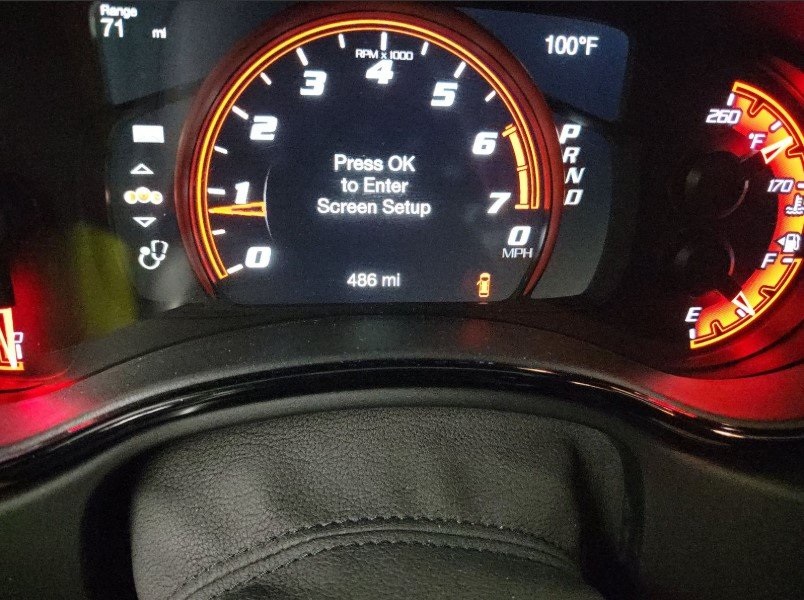 Range
71 mi
100°F
RPM x 1000
0
1
2
3
4
5
6
7
Press OK
to Enter
Screen Setup
0
MPH
486 mi
P
R
N
D
260
°F
170
F
E